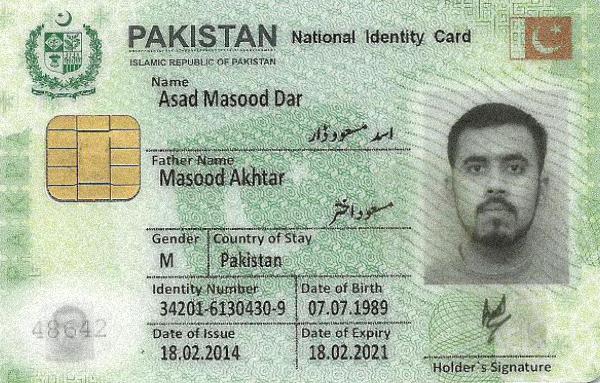 PAKISTAN National Identity Card
ISLAMIC REPUBLIC OF PAKISTAN
Name
Asad Masood Dar
اسد مسعود ڈار
Father Name
Masood Akhtar
مسعود اختر
Gender Country of Stay
M Pakistan
Identity Number Date of Birth
34201-6130430-9 07.07.1989
Date of Issue Date of Expiry
18.02.2014 18.02.2021
48642
Holder's Signature